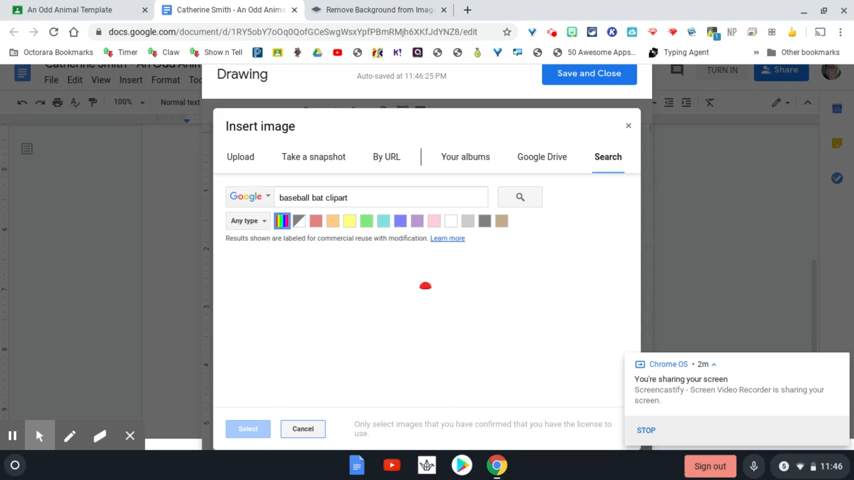 An Odd Animal Template
Catherine Smith - An Odd Anima
Remove Background from Imag
docs.google.com/document/d/1RY5obY7oQq0QofGCeSwgWsxYpfPBmRMjh6XKfJdYNZ8/edit
Octorara Bookmarks
Timer
Claw
Show n Tell
50 Awesome Apps...
Typing Agent
Other bookmarks
File Edit View Insert Format
TURN IN
Share
100%
Normal text
Drawing
Auto-saved at 11:46:25 PM
Save and Close
Insert image
Upload
Take a snapshot
By URL
Your albums
Google Drive
Search
Google
baseball bat clipart
Any type
Results shown are labeled for commercial reuse with modification. Learn more
Chrome OS • 2m
You're sharing your screen
Screencastify - Screen Video Recorder is sharing your
screen.
STOP
Select
Cancel
Only select images that you have confirmed that you have the license to
use.
Sign out
11:46